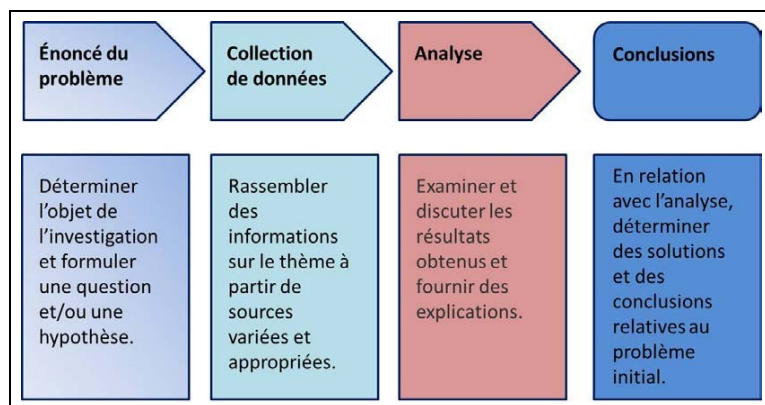 Énoncé du
problème
Collection
de données
Analyse
Conclusions
Déterminer
l'objet de
l'investigation
et formuler
une question
et/ou une
hypothèse.
Rassembler
des
informations
sur le thème à
partir de
sources
variées et
appropriées.
Examiner et
discuter les
résultats
obtenus et
fournir des
explications.
En relation
avec l'analyse,
déterminer
des solutions
et des
conclusions
relatives au
problème
initial.